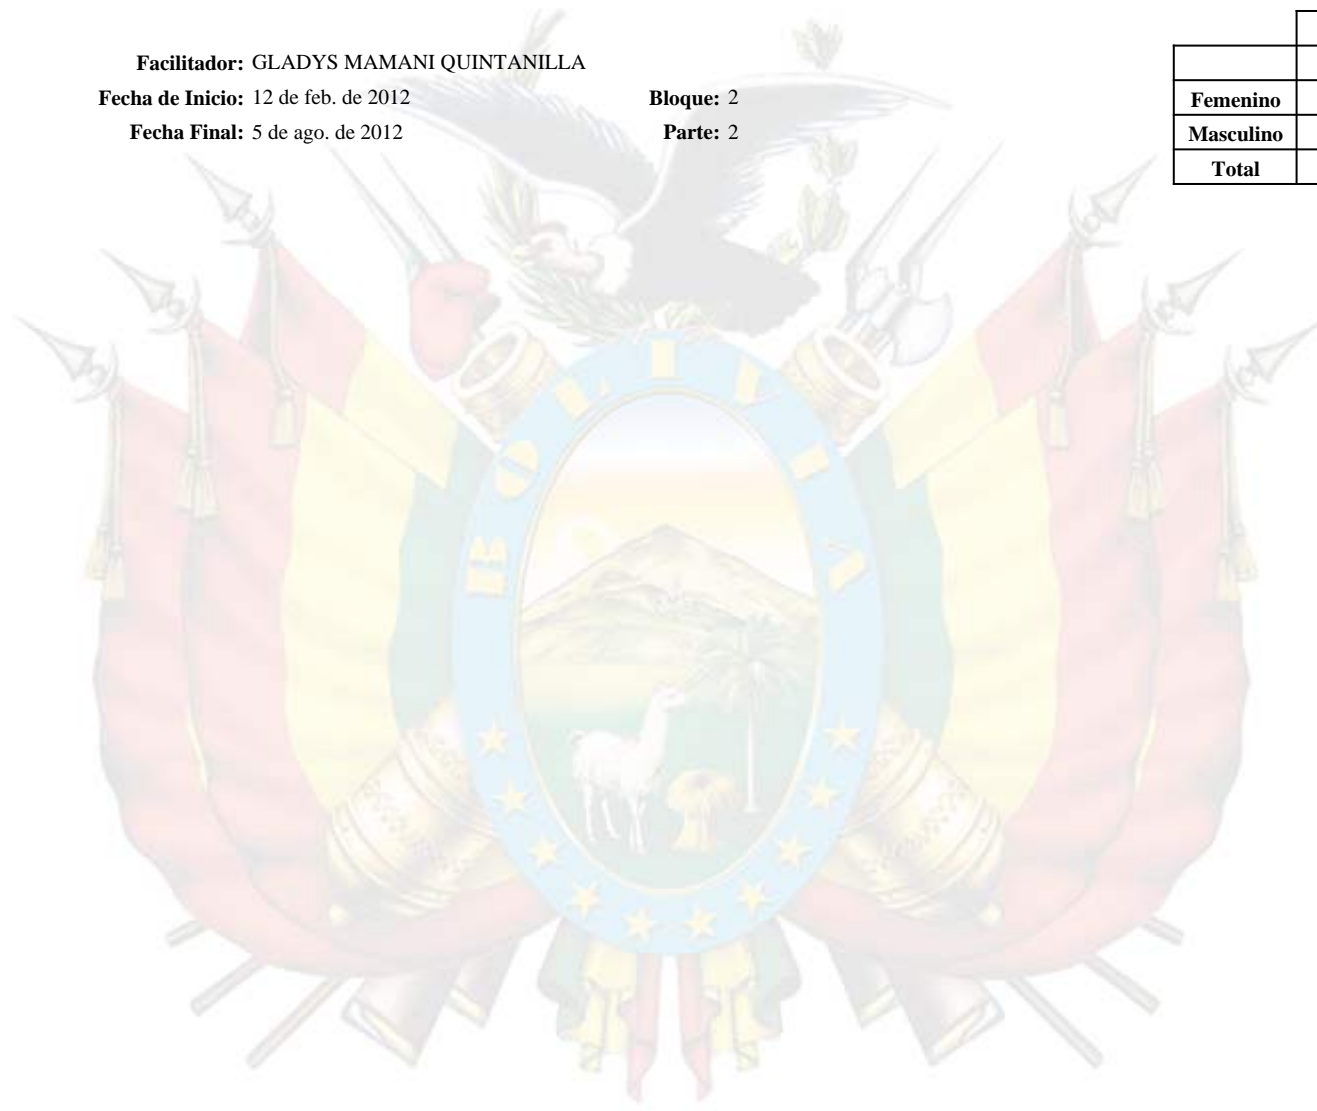 Facilitador: GLADYS MAMANI QUINTANILLA
Fecha de Inicio: 12 de feb. de 2012 Bloque: 2
Fecha Final: 5 de ago. de 2012 Parte: 2
Femenino
Masculino
Total
BOLIVIA